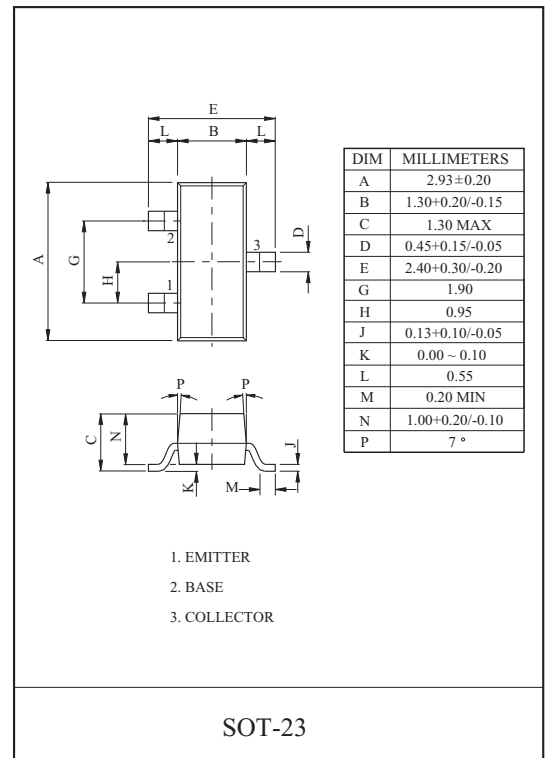 E
L B L
A
G
H
D
2
3
1
DIM MILLIMETERS
A 2.93±0.20
B 1.30+0.20/-0.15
C 1.30 MAX
D 0.45+0.15/-0.05
E 2.40+0.30/-0.20
G 1.90
H 0.95
J 0.13+0.10/-0.05
K 0.00 ~ 0.10
L 0.55
M 0.20 MIN
N 1.00+0.20/-0.10
P 7 °
P P
C
N
K
M
J
1. EMITTER
2. BASE
3. COLLECTOR
SOT-23